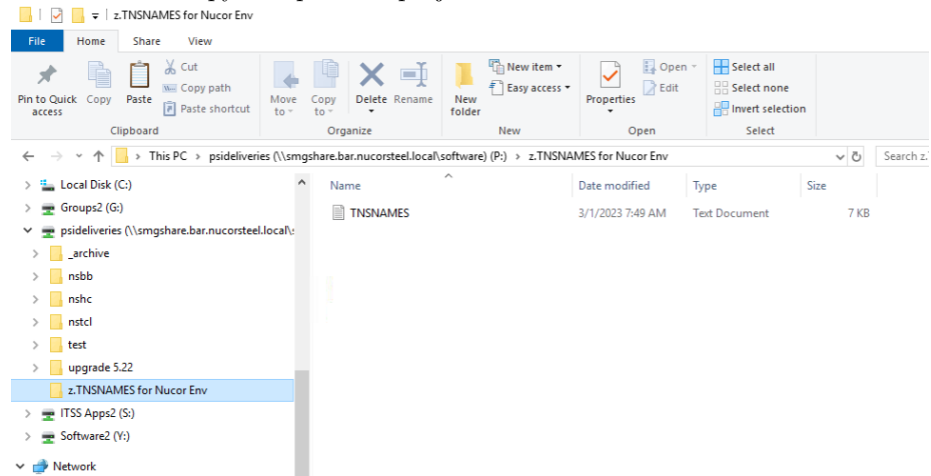 z.TNSNAMES for Nucor Env
File Home Share View
Pin to Quick access
Copy
Paste
Cut
Copy path
Paste shortcut
Clipboard
Move to
Copy to
Delete
Rename
Organize
New folder
New item
Easy access
New
Properties
Open
Edit
Open
Select all
Select none
Invert selection
Select
This PC > psideliveries (\\smgshare.bar.nucorsteel.local\software) (P:) > z.TNSNAMES for Nucor Env
Search z.
Name Date modified Type Size
TNSNAMES 3/1/2023 7:49 AM Text Document 7 KB
Local Disk (C:)
Groups2 (G:)
psideliveries (\\smgshare.bar.nucorsteel.local\
_archive
nsbb
nshc
nstcl
test
upgrade 5.22
z.TNSNAMES for Nucor Env
ITSS Apps2 (S:)
Software2 (Y:)
Network